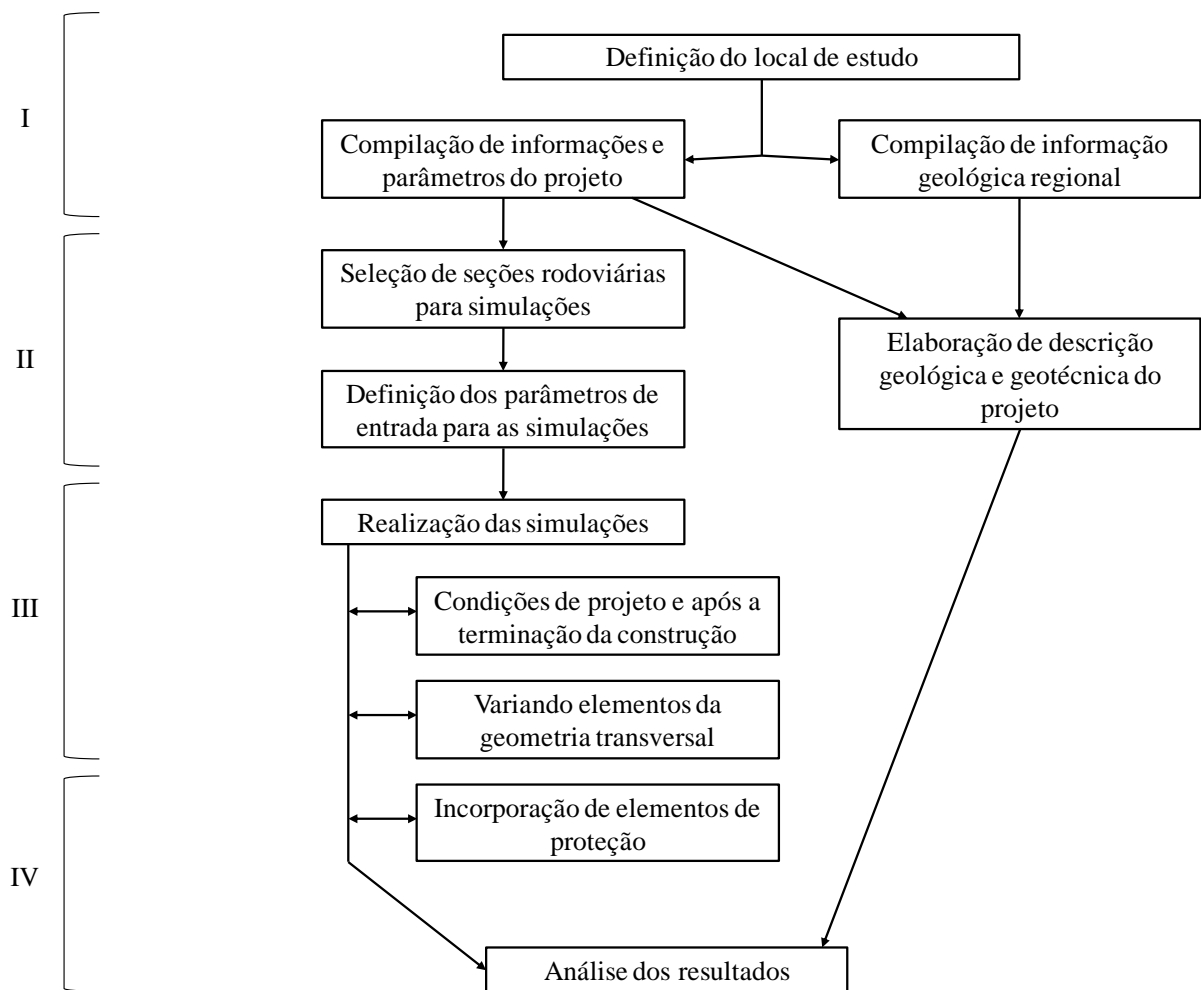 Definição do local de estudo
I
Compilação de informações e
parâmetros do projeto
Compilação de informação
geológica regional
Seleção de seções rodoviárias
para simulações
II
Elaboração de descrição
geológica e geotécnica do
projeto
Definição dos parâmetros de
entrada para as simulações
Realização das simulações
III
Condições de projeto e após a
terminação da construção
Variando elementos da
geometria transversal
Incorporação de elementos de
proteção
IV
Análise dos resultados